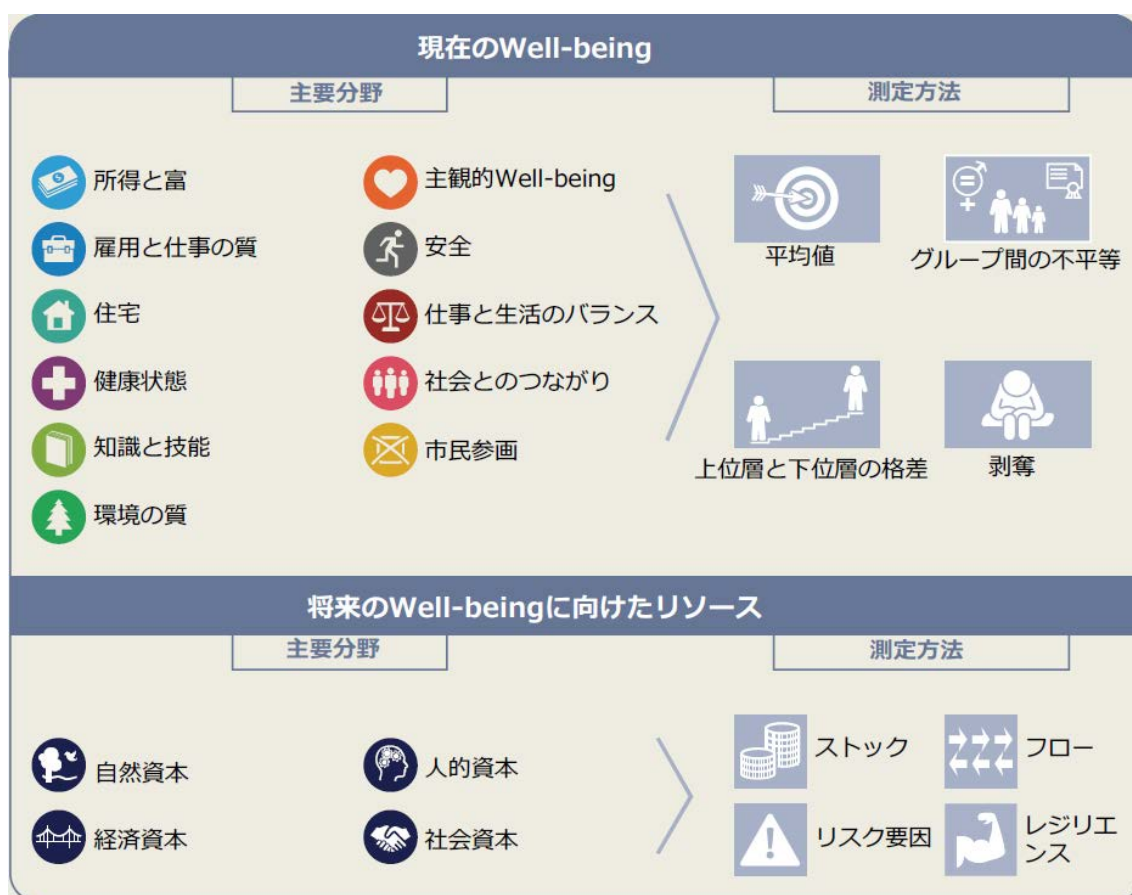 現在のWell-being
主要分野
測定方法
所得と富
雇用と仕事の質
住宅
健康状態
知識と技能
環境の質
主観的Well-being
安全
仕事と生活のバランス
社会とのつながり
市民参画
平均値
グループ間の不平等
上位層と下位層の格差
剥奪
将来のWell-beingに向けたリソース
主要分野
測定方法
自然資本
経済資本
人的資本
社会資本
ストック
フロー
リスク要因
レジリエ
ンス